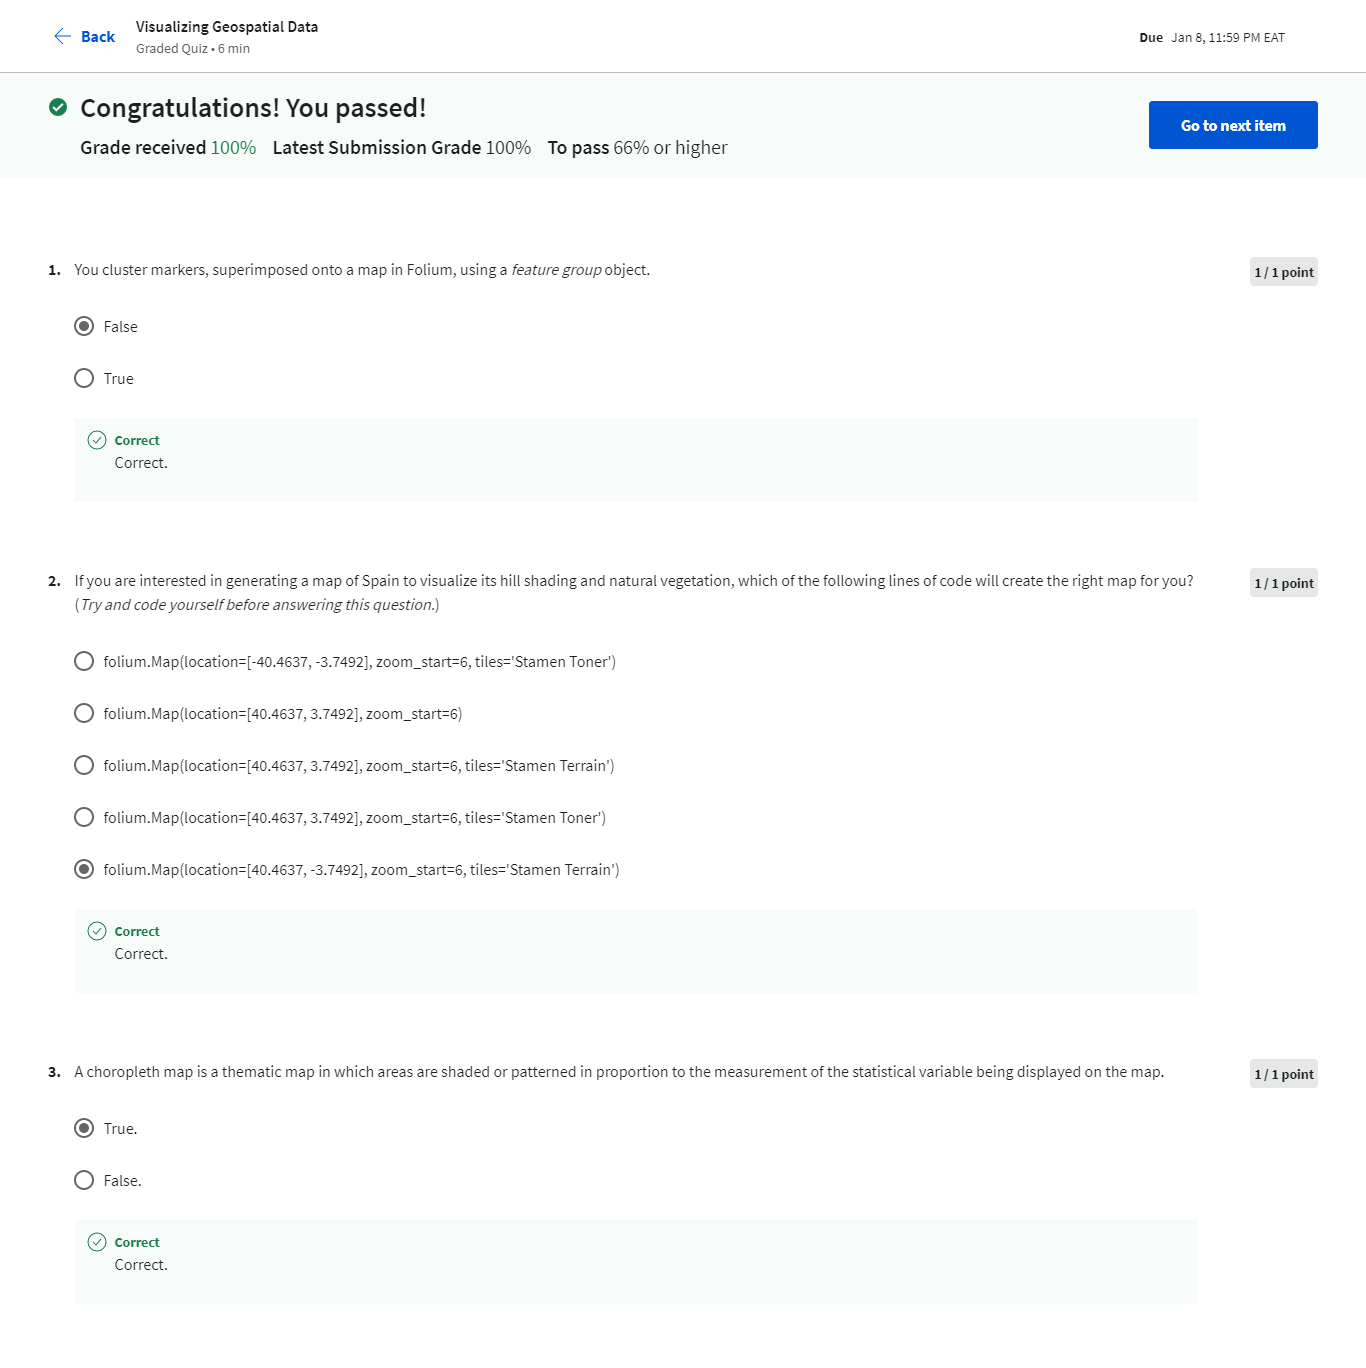 Back
Visualizing Geospatial Data
Graded Quiz • 6 min
Due Jan 8, 11:59 PM EAT
Congratulations! You passed!
Grade received 100% Latest Submission Grade 100% To pass 66% or higher
Go to next item
1. You cluster markers, superimposed onto a map in Folium, using a feature group object.
1 / 1 point
False
True
Correct
Correct.
2. If you are interested in generating a map of Spain to visualize its hill shading and natural vegetation, which of the following lines of code will create the right map for you?
(Try and code yourself before answering this question.)
1 / 1 point
folium.Map(location=[-40.4637, -3.7492], zoom_start=6, tiles='Stamen Toner')
folium.Map(location=[40.4637, 3.7492], zoom_start=6)
folium.Map(location=[40.4637, 3.7492], zoom_start=6, tiles='Stamen Terrain')
folium.Map(location=[40.4637, 3.7492], zoom_start=6, tiles='Stamen Toner')
folium.Map(location=[40.4637, -3.7492], zoom_start=6, tiles='Stamen Terrain')
Correct
Correct.
3. A choropleth map is a thematic map in which areas are shaded or patterned in proportion to the measurement of the statistical variable being displayed on the map.
1 / 1 point
True.
False.
Correct
Correct.